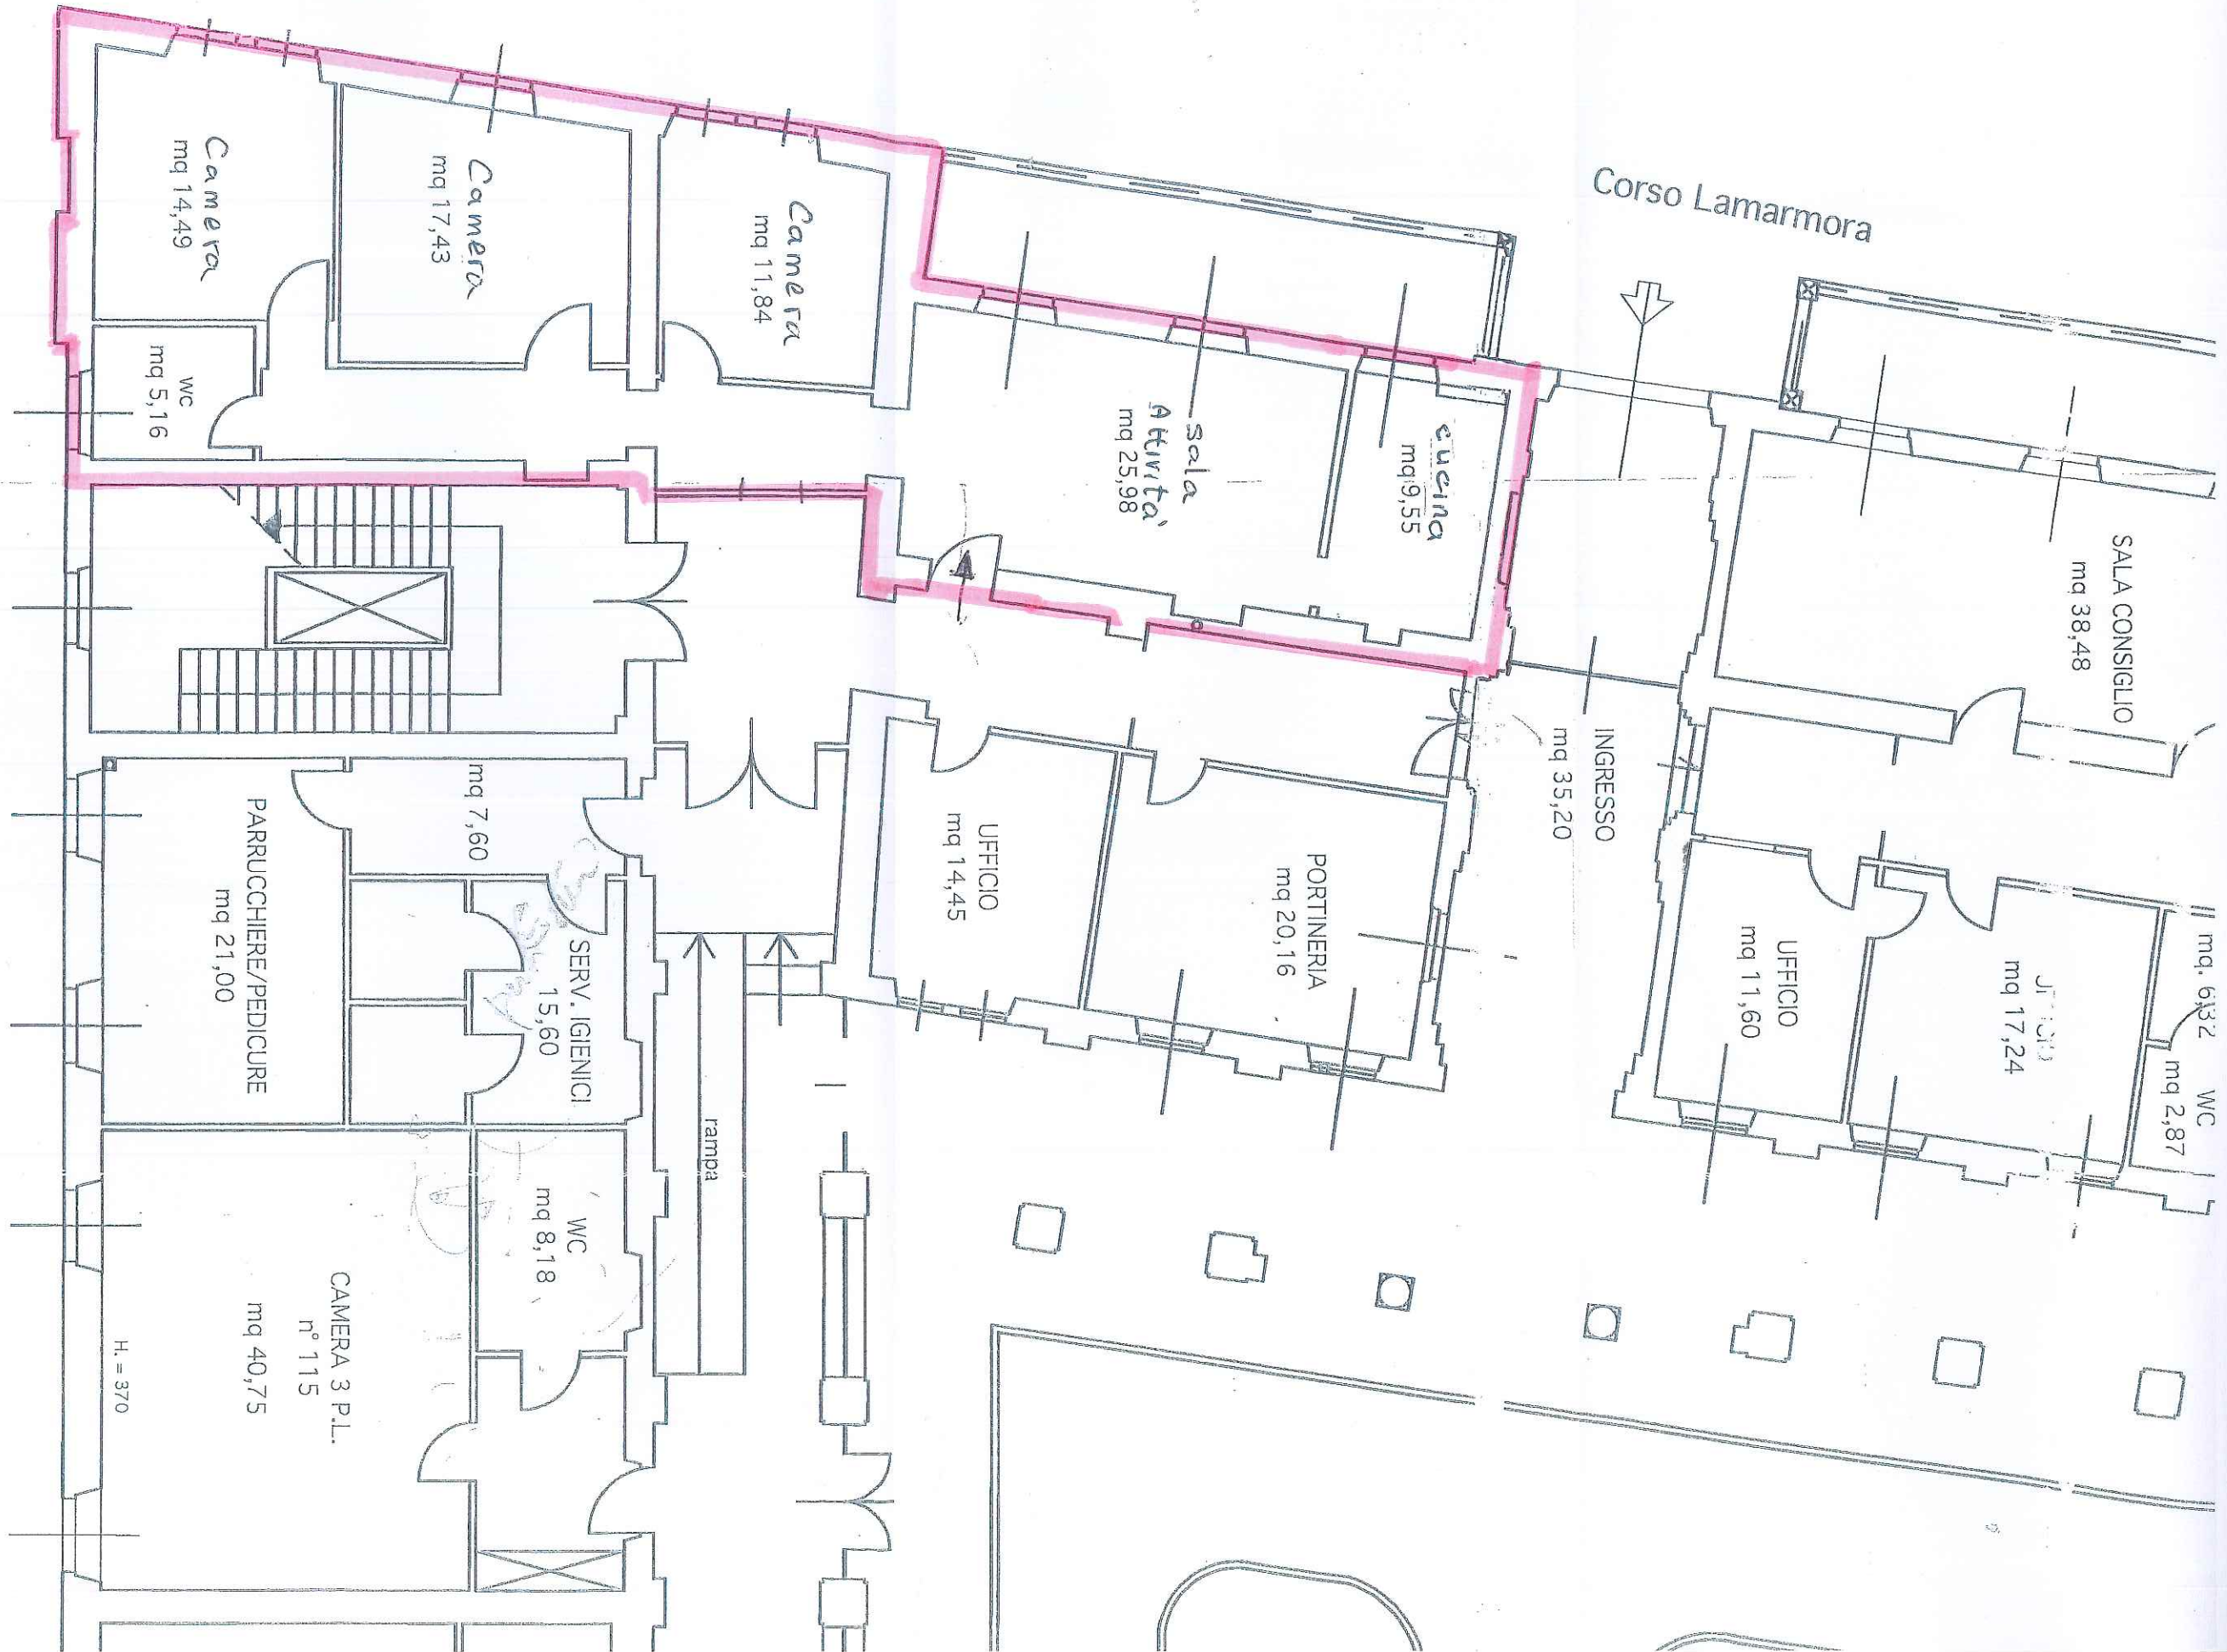 Corso Lamarmora
Camera
mq 14,49
Camera
mq 17,43
Camera
mq 11,84
wc
mq 5,16
sala
Attivita'
mq 25,98
cucina
mq 9,55
SALA CONSIGLIO
mq 38,48
INGRESSO
mq 35,20
mq 7,60
PARRUCCHIERE/PEDICURE
mq 21,00
SERV. IGIENICI
15,60
UFFICIO
mq 14,45
PORTINERIA
mq 20,16
UFFICIO
mq 11,60
mq 17,24
mq. 6,32
WC
mq 2,87
rampa
WC
mq 8,18
CAMERA 3 P.L.
n° 115
mq 40,75
H. = 370